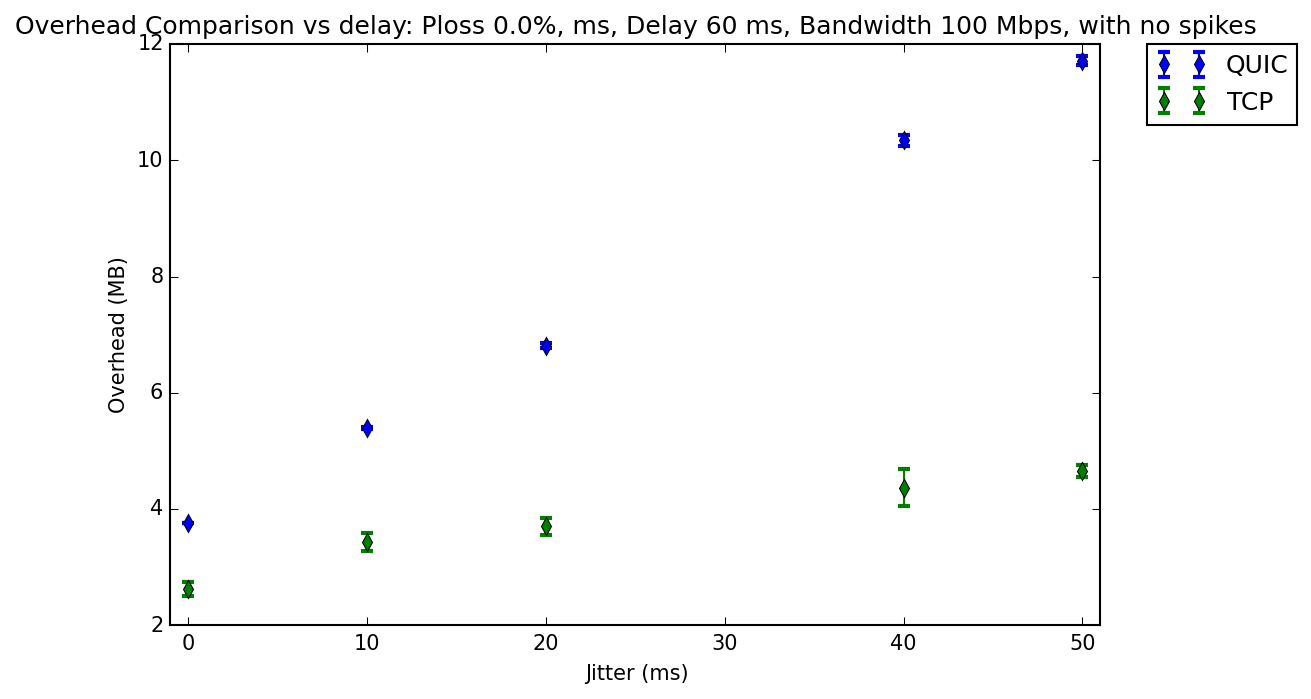 Overhead Comparison vs delay: Ploss 0.0%, ms, Delay 60 ms, Bandwidth 100 Mbps, with no spikes
QUIC
TCP
12
10
8
6
4
2
Overhead (MB)
0 10 20 30 40 50
Jitter (ms)